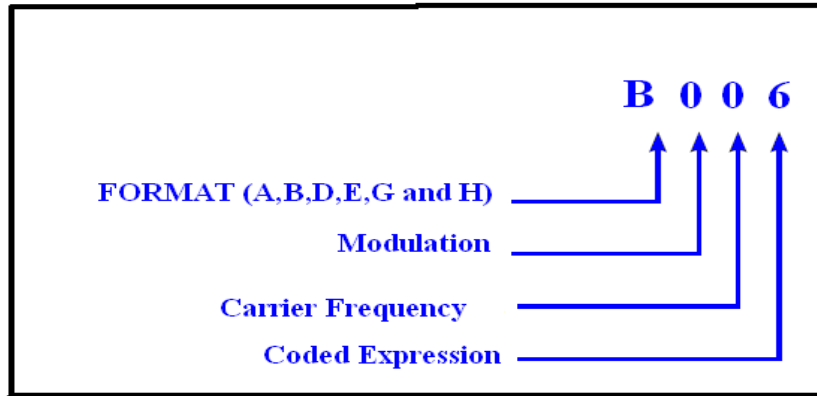 B 0 0 6
FORMAT (A,B,D,E,G and H)
Modulation
Carrier Frequency
Coded Expression